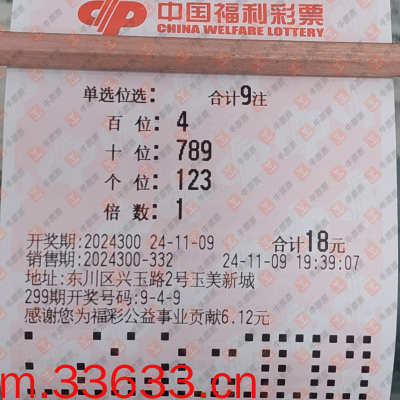 中国福利彩票
CHINA WELFARE LOTTERY
单选位选: 合计9注
百位: 4
十位: 789
个位: 123
倍数: 1
开奖期:2024300 24-11-09 合计18元
销售期:2024300-332 24-11-09 19:39:07
地址:东川区兴玉路2号玉美新城
299期开奖号码:9-4-9
感谢您为福彩公益事业贡献6.12元
m.33633.cn